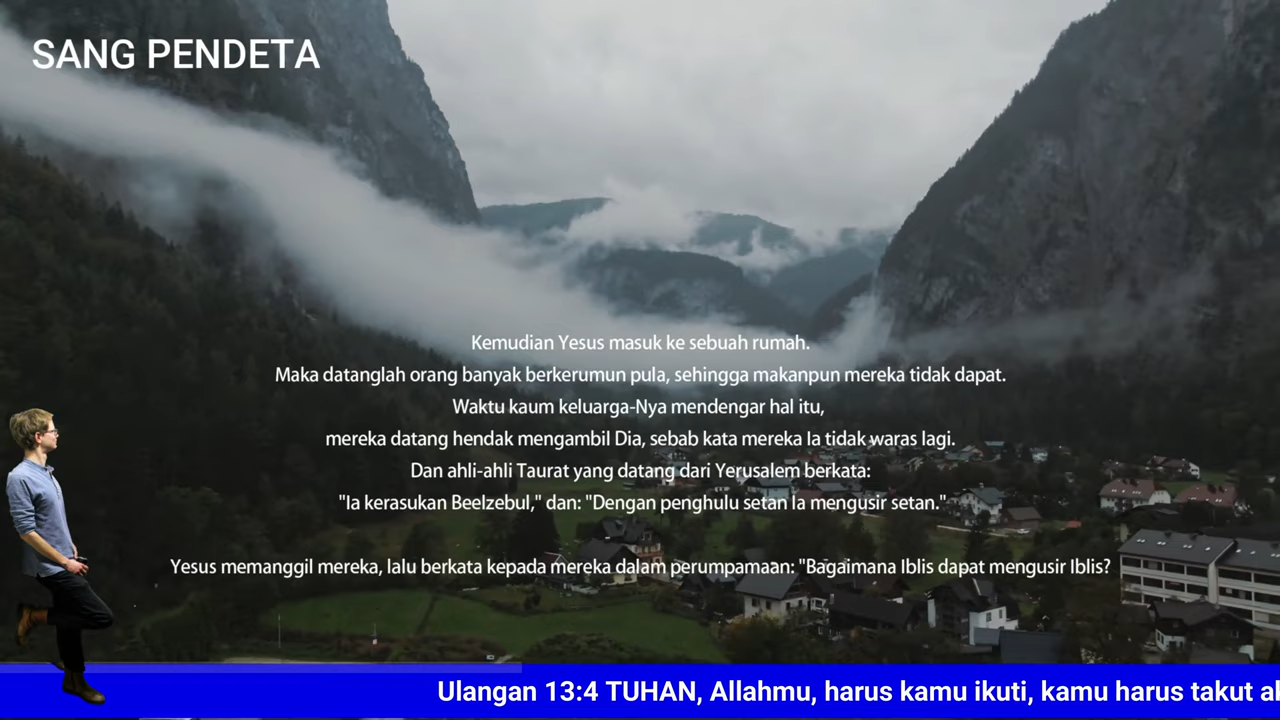 SANG PENDETA
Kemudian Yesus masuk ke sebuah rumah.
Maka datanglah orang banyak berkerumun pula, sehingga makanpun mereka tidak dapat.
Waktu kaum keluarga-Nya mendengar hal itu,
mereka datang hendak mengambil Dia, sebab kata mereka Ia tidak waras lagi.
Dan ahli-ahli Taurat yang datang dari Yerusalem berkata:
"Ia kerasukan Beelzebul," dan: "Dengan penghulu setan Ia mengusir setan."
Yesus memanggil mereka, lalu berkata kepada mereka dalam perumpamaan: "Bagaimana Iblis dapat mengusir Iblis?
Ulangan 13:4 TUHAN, Allahmu, harus kamu ikuti, kamu harus takut